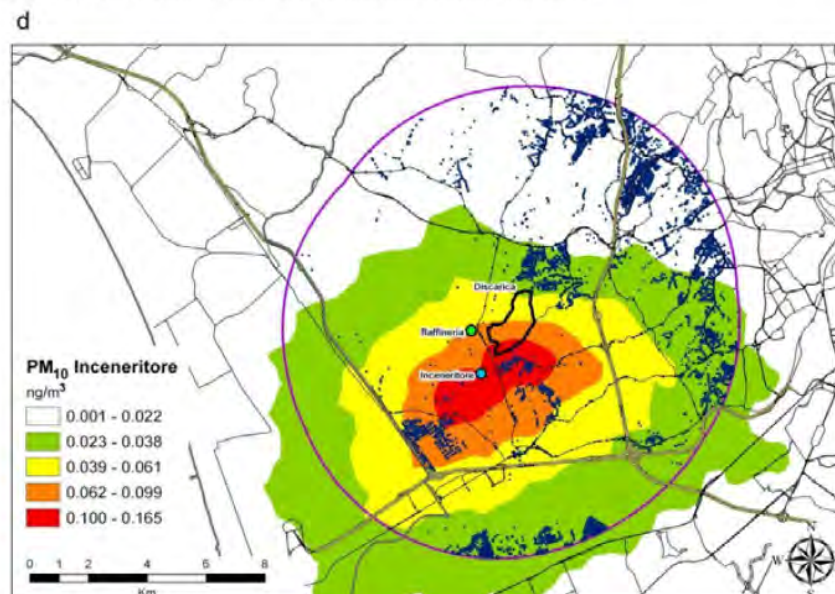 d
Discarica
Raffineria
Inceneritore
PM10 Inceneritore
ng/m3
0.001 - 0.022
0.023 - 0.038
0.039 - 0.061
0.062 - 0.099
0.100 - 0.165
0 1 2 4 6 8
Km
W